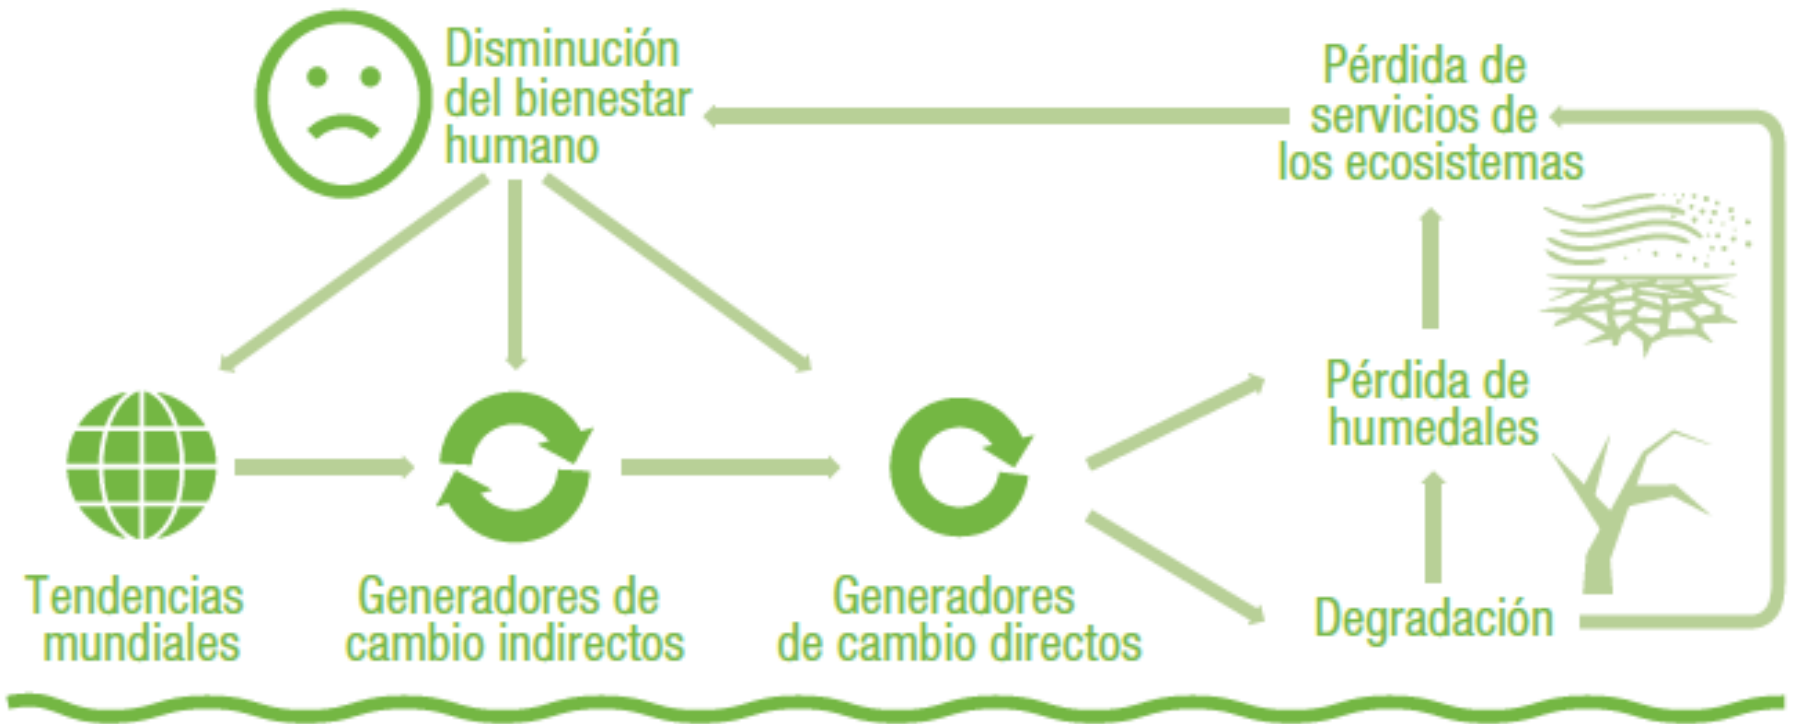 Disminución
del bienestar
humano
Pérdida de
servicios de
los ecosistemas
Pérdida de
humedales
Tendencias
mundiales
Generadores de
cambio indirectos
Generadores
de cambio directos
Degradación